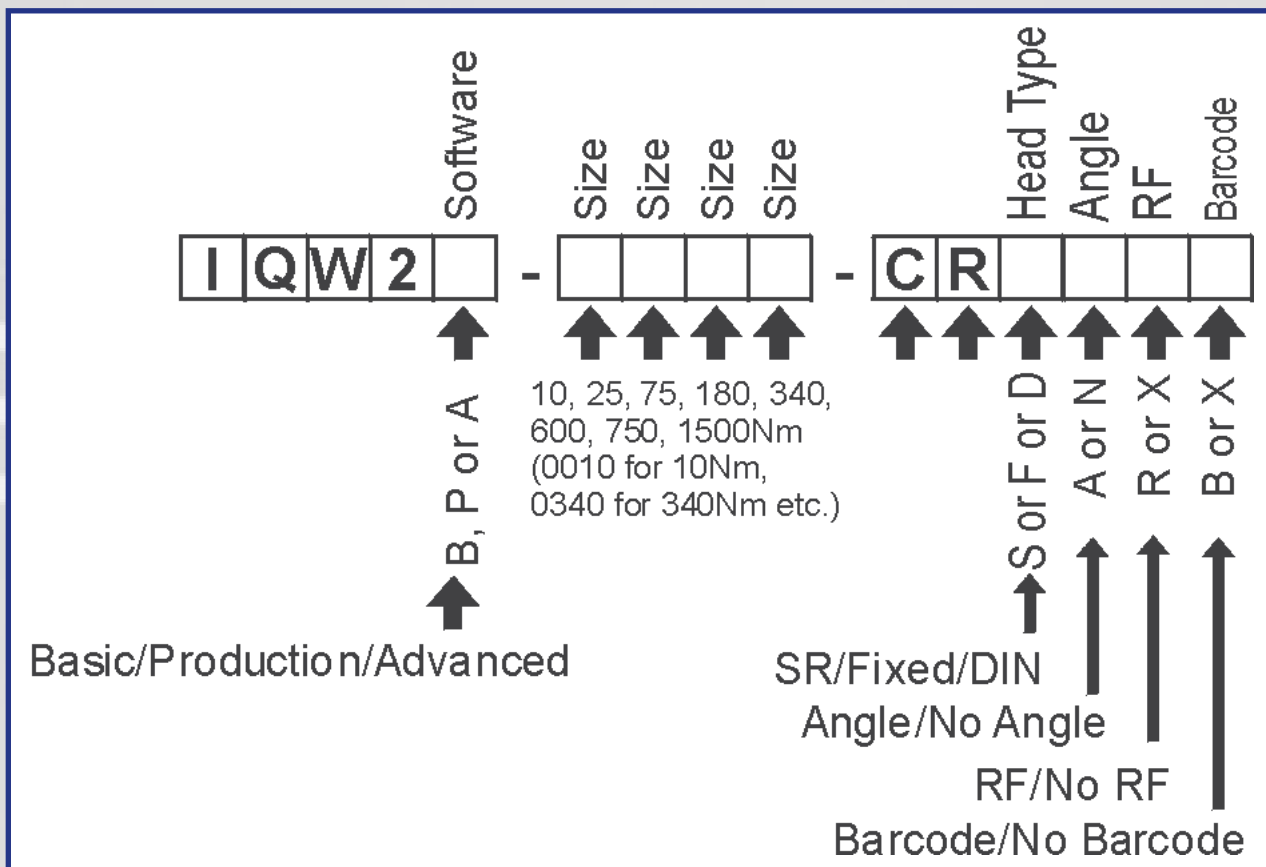 Software
Size
Size
Size
Size
Head Type
Angle
RF
Barcode
I Q W 2 - - C R
B, P or A
10, 25, 75, 180, 340,
600, 750, 1500Nm
(0010 for 10Nm,
0340 for 340Nm etc.)
S or F or D
A or N
R or X
B or X
Basic/Production/Advanced
SR/Fixed/DIN
Angle/No Angle
RF/No RF
Barcode/No Barcode